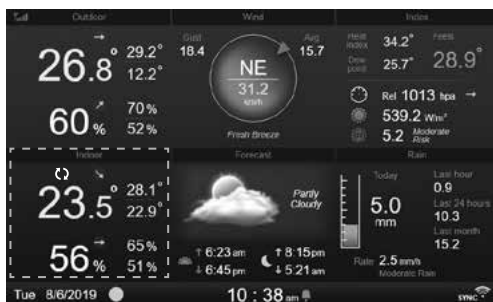 Outdoor
26.8° 29.2° 12.2°
60% 70% 52%
Wind
Gust 18.4
Avg. 15.7
NE
31.2
km/h
Fresh Breeze
Index
Heat index 34.2°
Dew point 25.7°
Feels 28.9°
Rel 1013 hpa
539.2 W/m²
5.2 Moderate Risk
Indoor
23.5° 28.1° 22.9°
56% 65% 51%
Forecast
Partly
Cloudy
6:23 am 8:15pm
6:45 pm 5:21 am
Rain
Today
5.0
mm
Last hour
0.9
Last 24 hours
10.3
Last month
15.2
Rate 2.5 mm/h
Moderate Rain
Tue 8/6/2019 10:38 am SYNC